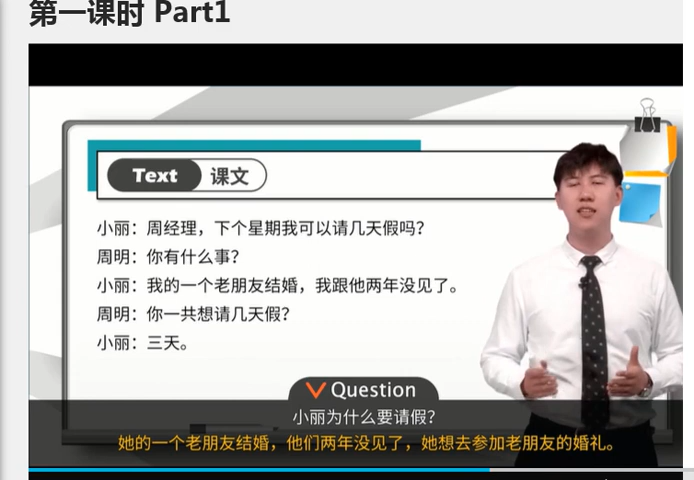 第一课时 Part1
Text 课文
小丽：周经理，下个星期我可以请几天假吗？
周明：你有什么事？
小丽：我的一个老朋友结婚，我跟他两年没见了。
周明：你一共想请几天假？
小丽：三天。
Question
小丽为什么要请假？
她的一个老朋友结婚，他们两年没见了，她想去参加老朋友的婚礼。